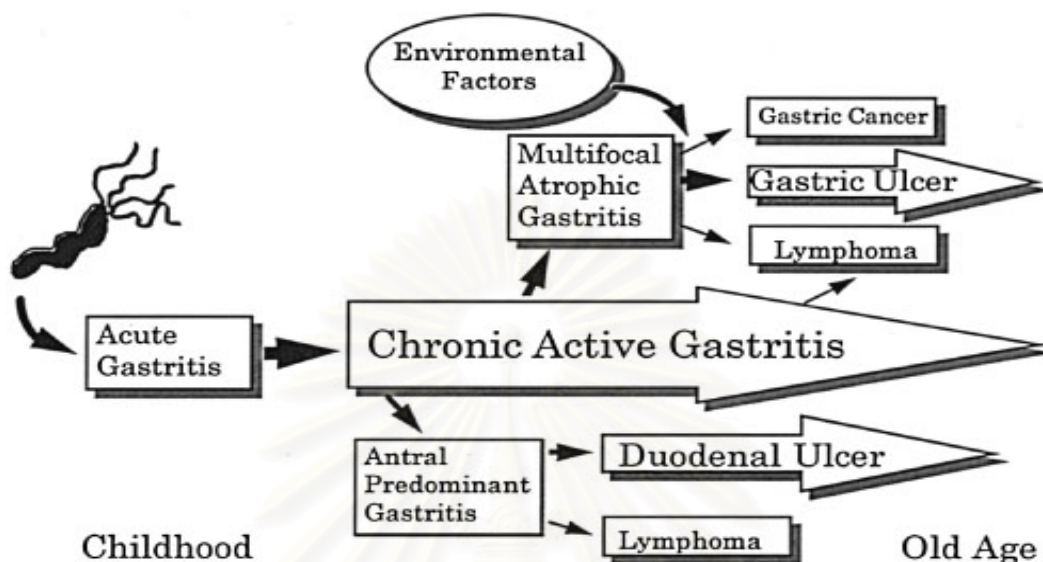 Environmental
Factors
Gastric Cancer
Multifocal
Atrophic
Gastritis
Gastric Ulcer
Lymphoma
Acute
Gastritis
Chronic Active Gastritis
Antral
Predominant
Gastritis
Duodenal Ulcer
Lymphoma
Childhood
Old Age